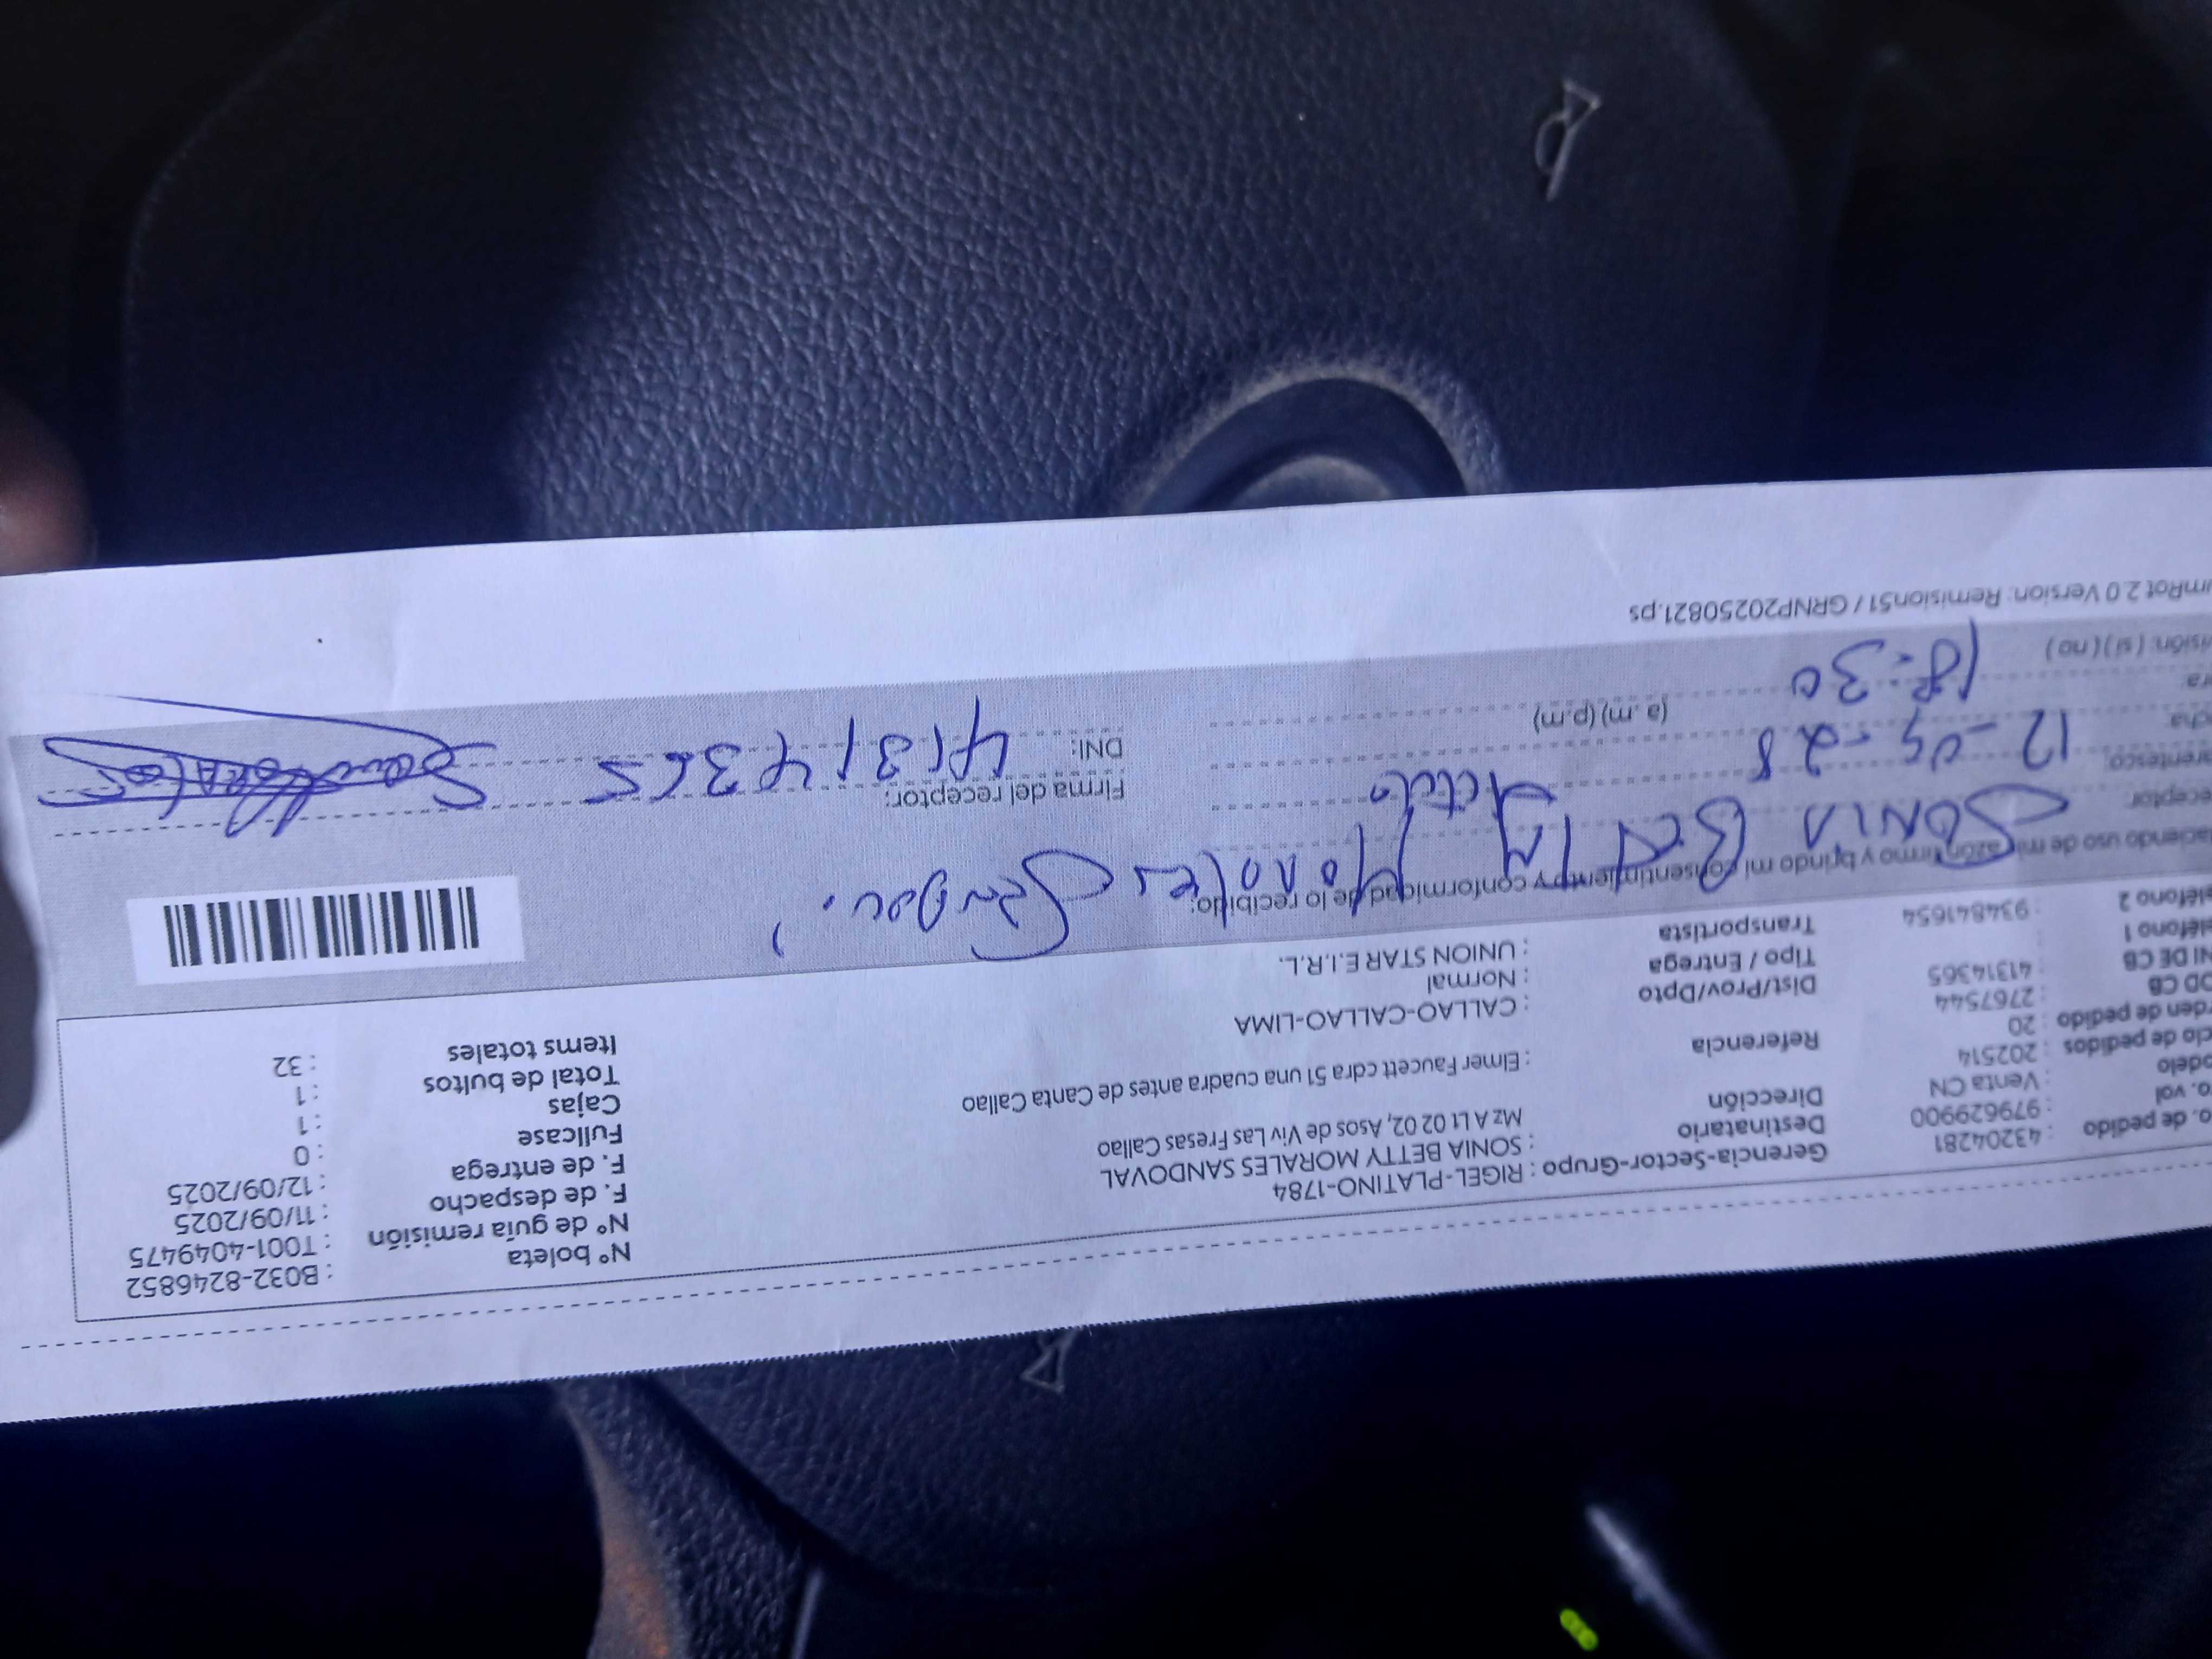 Nº boleta : B032-8246852
Nº de guía remisión : T001-4049475
F. de despacho : 11/09/2025
F. de entrega : 12/09/2025
Fullcase : 0
Cajas : 1
Total de bultos : 1
Items totales : 32
Gerencia-Sector-Grupo : RIGEL-PLATINO-1784
Destinatario : SONIA BETTY MORALES SANDOVAL
Dirección Mz A Lt 02 02, Asos de Viv Las Fresas Callao
Referencia : Elmer Faucett cdra 51 una cuadra antes de Canta Callao
Dist/Prov/Dpto : CALLAO-CALLAO-LIMA
Tipo / Entrega : Normal
Transportista : UNION STAR E.I.R.L.
o. de pedido : 43204281
o. vol : 979629900
odelo : Venta CN
clo de pedidos : 202514
rden de pedido : 20
OD CB : 2767544
NI DE CB : 41314365
eléfono 1
eléfono 2 : 934841654
aciendo uso de mi razón firmo y brindo mi consentimiento y conformidad de lo recibido:
eceptor SONIA Morales
rentesco
cha 12-09-25
ra 18:30 (a.m) (p.m)
isión: (si) (no)
Firma del receptor:
DNI: 41314365
mRot 2.0 Version: Remision51 / GRNP20250821.ps